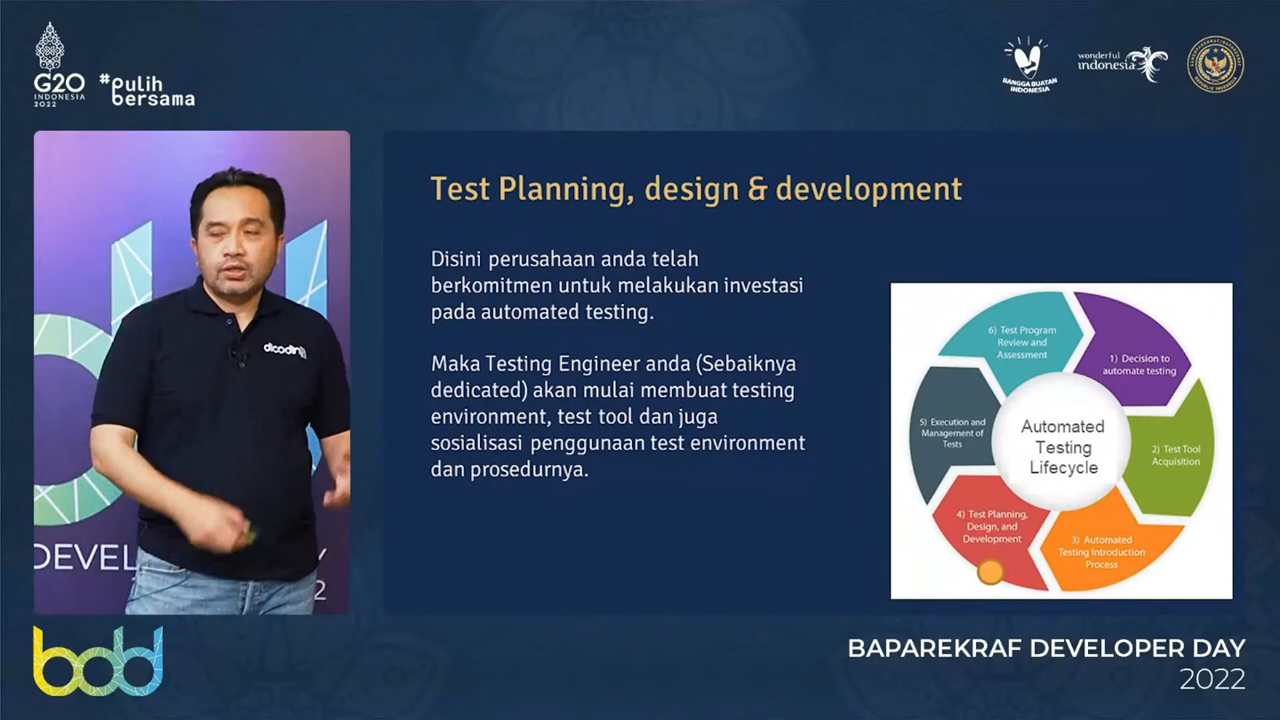 G20
INDONESIA
2022
#pulih
bersama
BANGGA BUATAN
INDONESIA
wonderful
indonesia
dicoding
DEVEL
Y
2
Test Planning, design & development
Disini perusahaan anda telah
berkomitmen untuk melakukan investasi
pada automated testing.
Maka Testing Engineer anda (Sebaiknya
dedicated) akan mulai membuat testing
environment, test tool dan juga
sosialisasi penggunaan test environment
dan prosedurnya.
Automated
Testing
Lifecycle
1) Decision to
automate testing
2) Test Tool
Acquisition
3) Automated
Testing Introduction
Process
4) Test Planning,
Design, and
Development
5) Execution and
Management of
Tests
6) Test Program
Review and
Assessment
bdd
BAPAREKRAF DEVELOPER DAY
2022